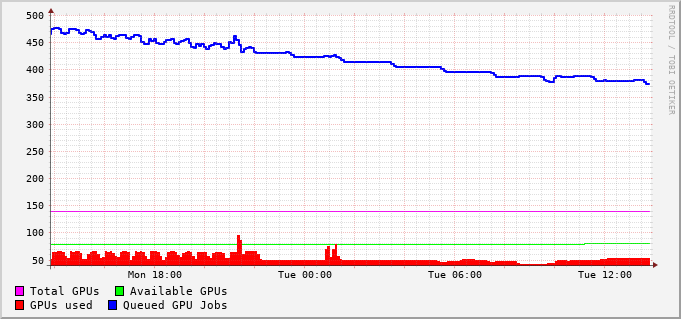 500
450
400
350
300
250
200
150
100
50
Mon 18:00 Tue 00:00 Tue 06:00 Tue 12:00
Total GPUs Available GPUs
GPUs used Queued GPU Jobs
RRDTOOL / TOBI OETIKER